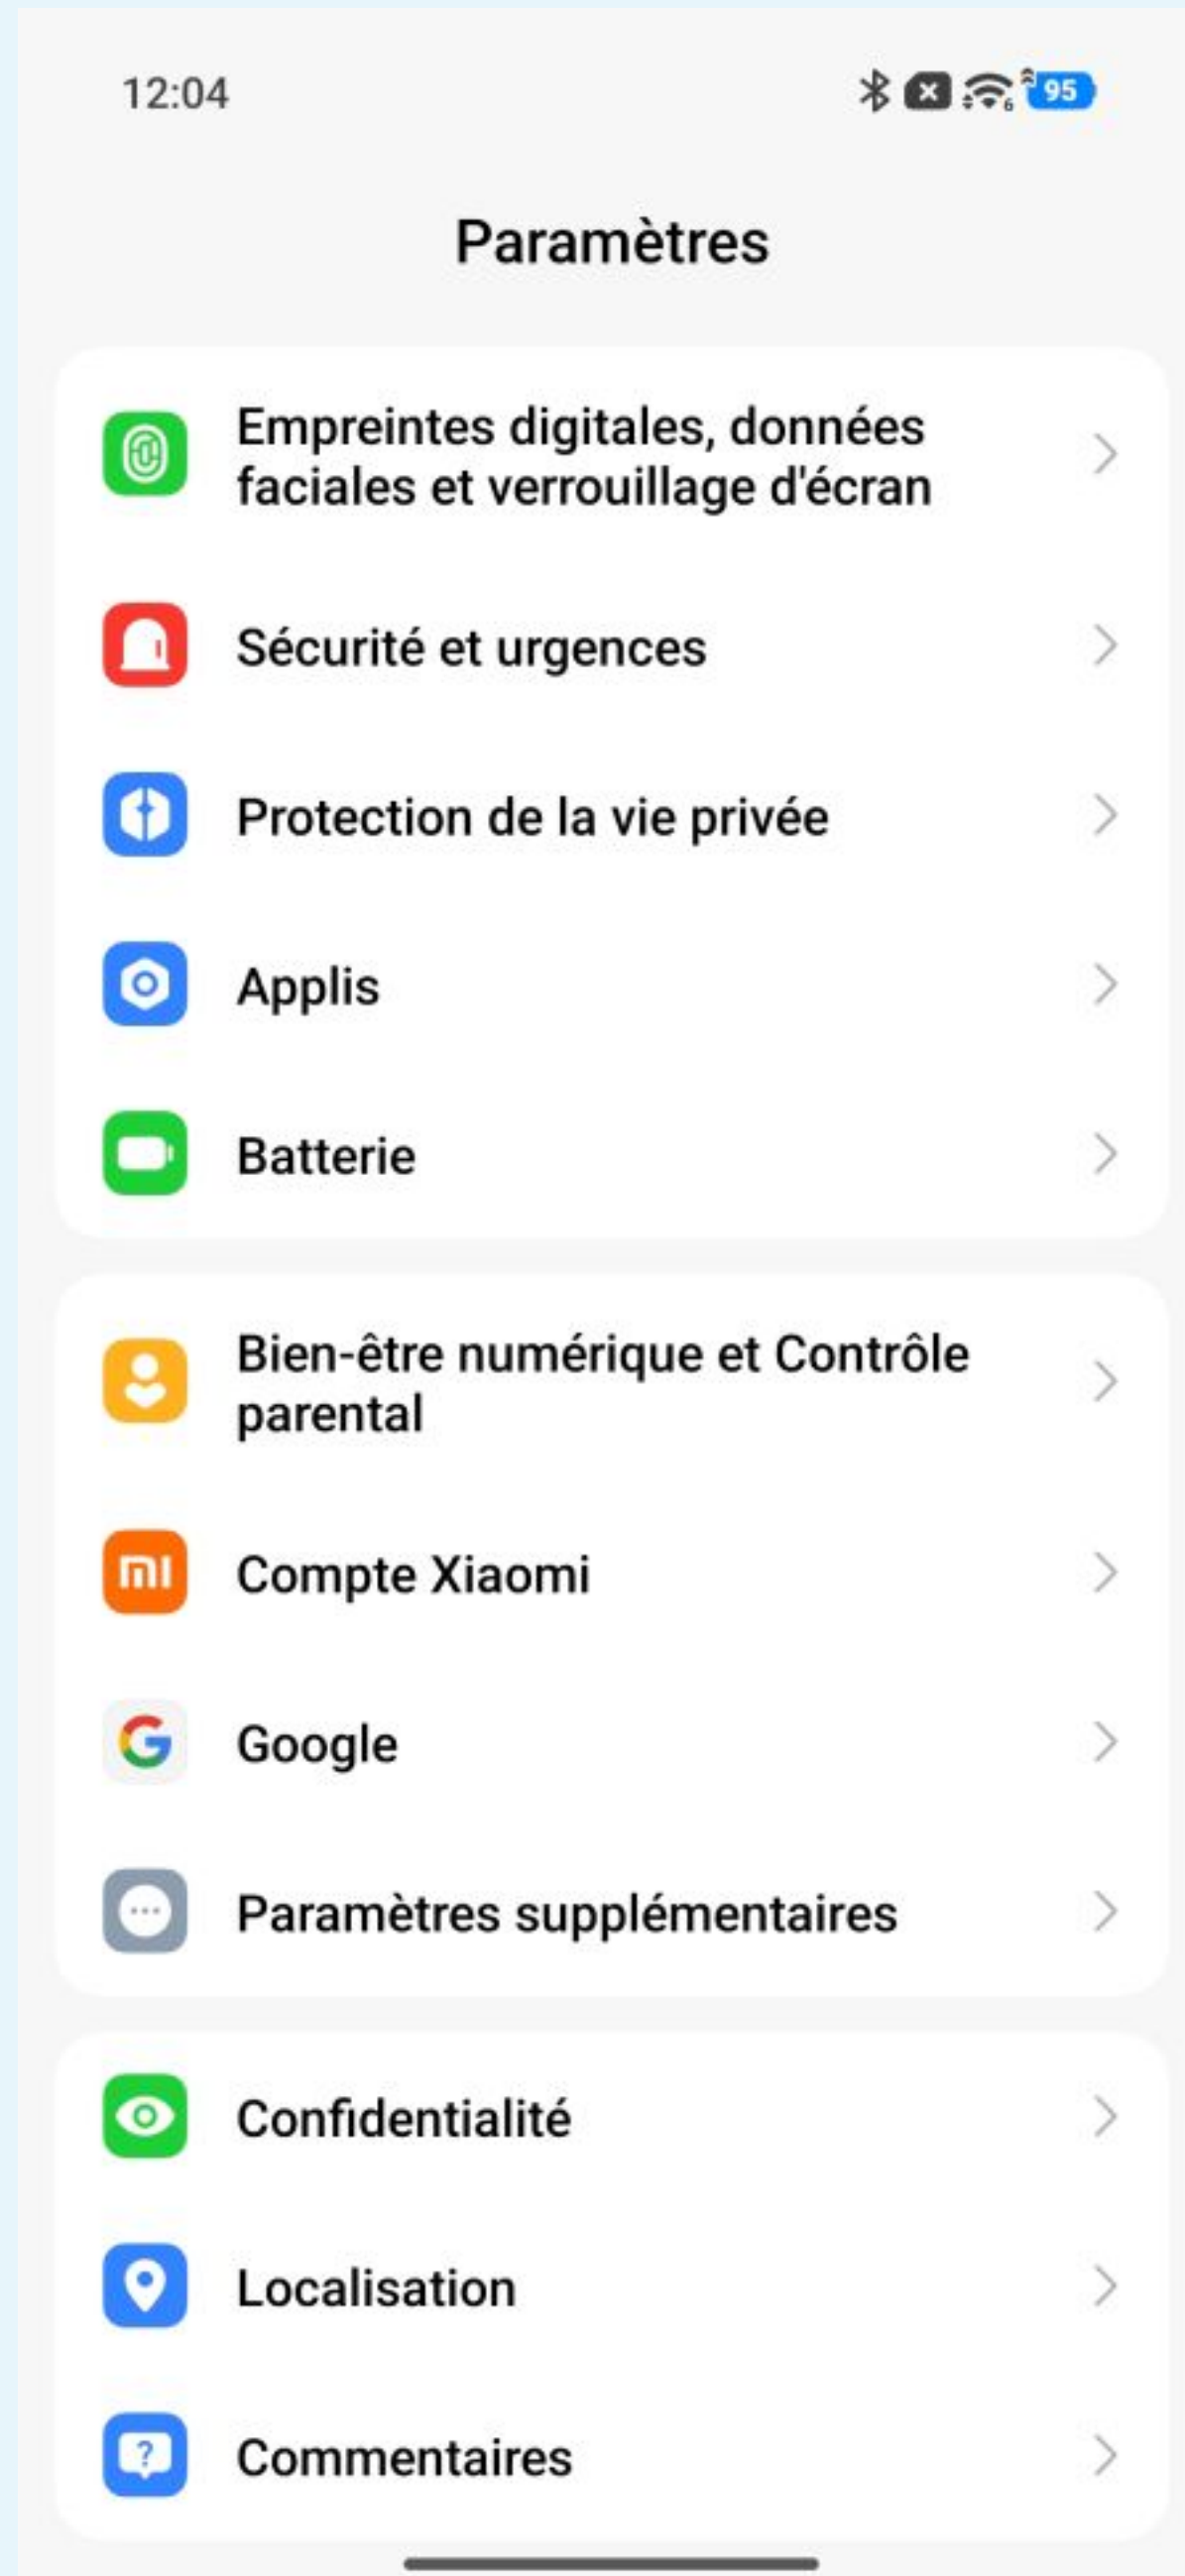 12:04
95
Paramètres
Empreintes digitales, données
faciales et verrouillage d'écran
Sécurité et urgences
Protection de la vie privée
Applis
Batterie
Bien-être numérique et Contrôle
parental
Compte Xiaomi
Google
Paramètres supplémentaires
Confidentialité
Localisation
Commentaires